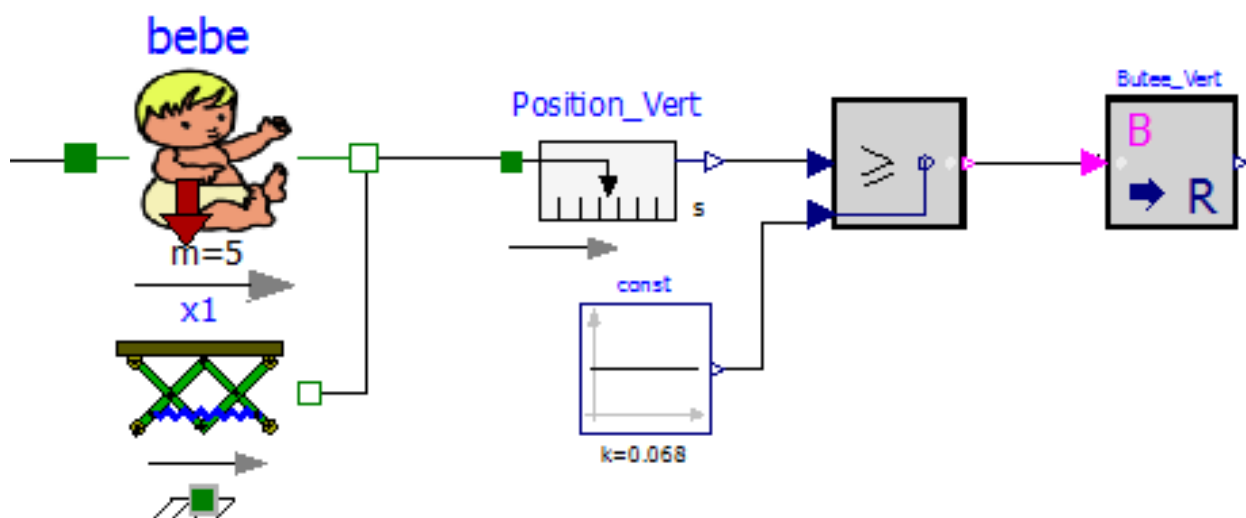 bebe
m=5
x1
Position_Vert
s
const
k=0.068
≥
Butee_Vert
B
R